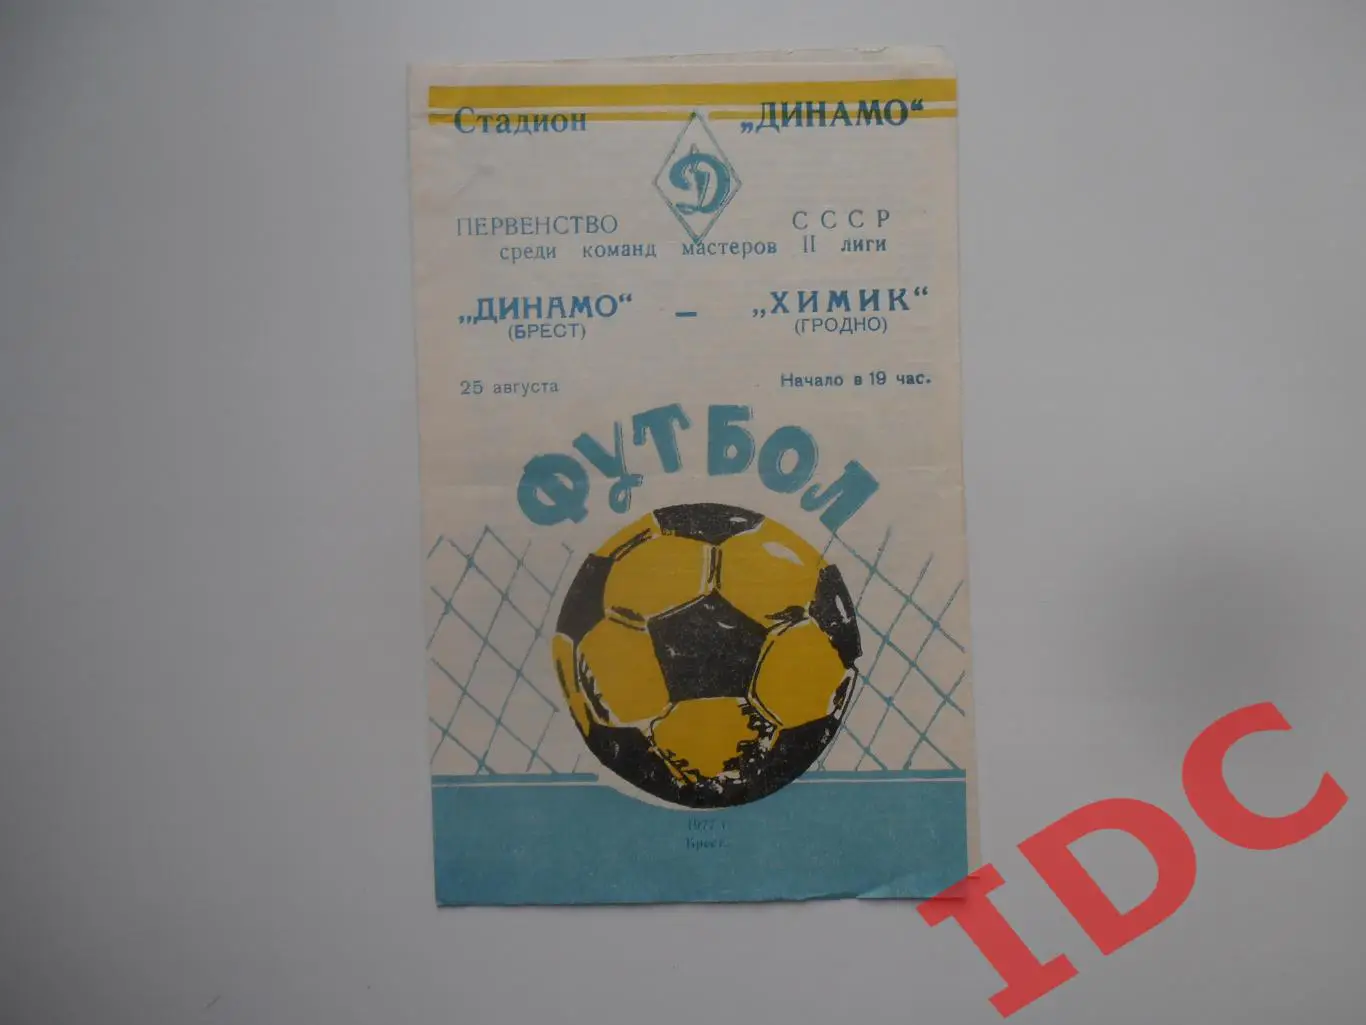 Стадион „ДИНАМО“
Д
ПЕРВЕНСТВО СССР
среди команд мастеров II лиги
„ДИНАМО“ — „ХИМИК“
(БРЕСТ) (ГРОДНО)
25 августа Начало в 19 час.
ФУТБОЛ
1977 г
Брест.
IDC